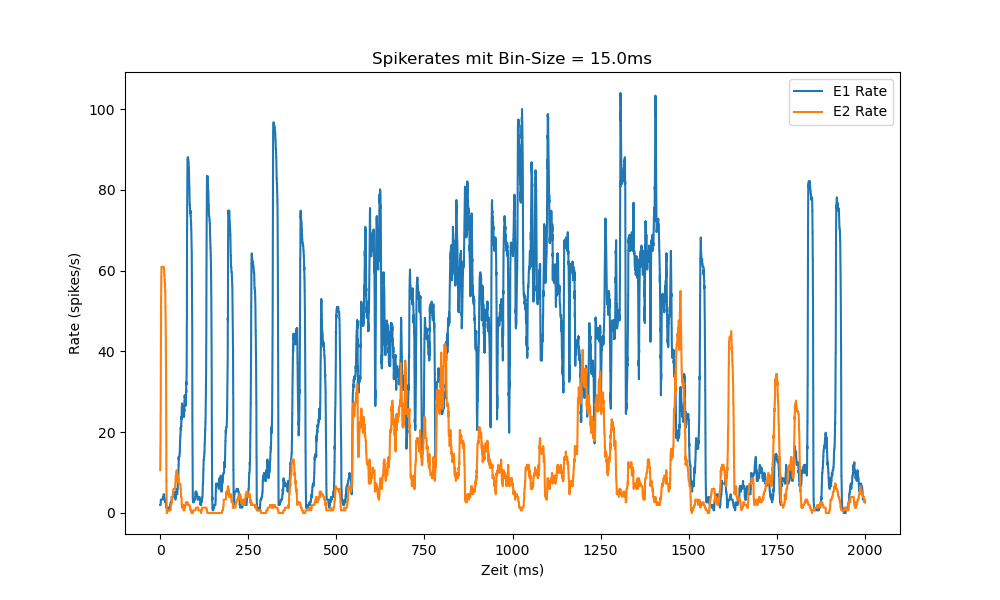 Spikerates mit Bin-Size = 15.0ms
E1 Rate
E2 Rate
Rate (spikes/s)
100
80
60
40
20
0
0 250 500 750 1000 1250 1500 1750 2000
Zeit (ms)